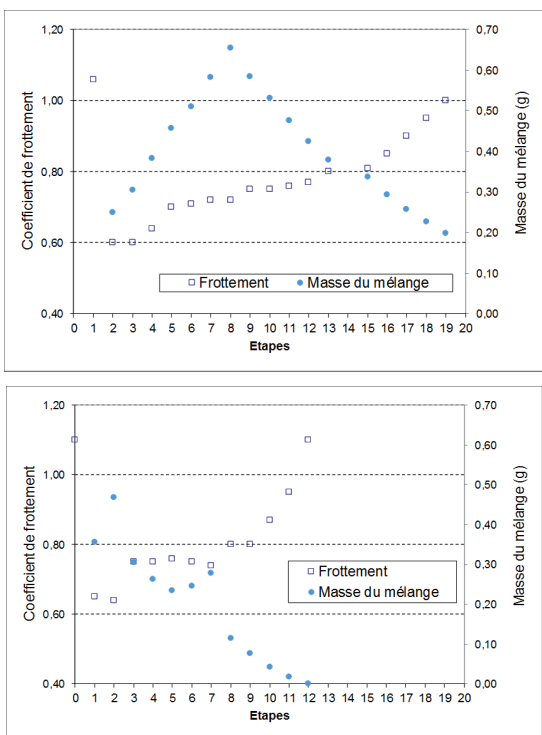 1,20
1,00
0,80
0,60
0,40
Coefficient de frottement
0,70
0,60
0,50
0,40
0,30
0,20
0,10
0,00
Masse du mélange (g)
Frottement Masse du mélange
0 1 2 3 4 5 6 7 8 9 10 11 12 13 14 15 16 17 18 19 20
Etapes
1,20
1,00
0,80
0,60
0,40
Coefficient de frottement
0,70
0,60
0,50
0,40
0,30
0,20
0,10
0,00
Masse du mélange (g)
Frottement
Masse du mélange
0 1 2 3 4 5 6 7 8 9 10 11 12 13 14 15 16 17 18 19 20
Etapes